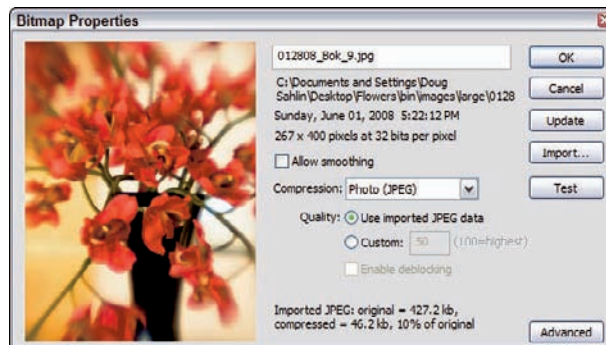 Bitmap Properties
012808_Bok_9.jpg
OK
C:\Documents and Settings\Doug
Sahlin\Desktop\Flowers\bin\images\large\0128
Cancel
Sunday, June 01, 2008 5:22:12 PM
Update
267 x 400 pixels at 32 bits per pixel
Allow smoothing
Import...
Compression: Photo (JPEG)
Test
Quality: Use imported JPEG data
Custom: 50 (100=highest)
Enable deblocking
Imported JPEG: original = 427.2 kb,
compressed = 46.2 kb, 10% of original
Advanced